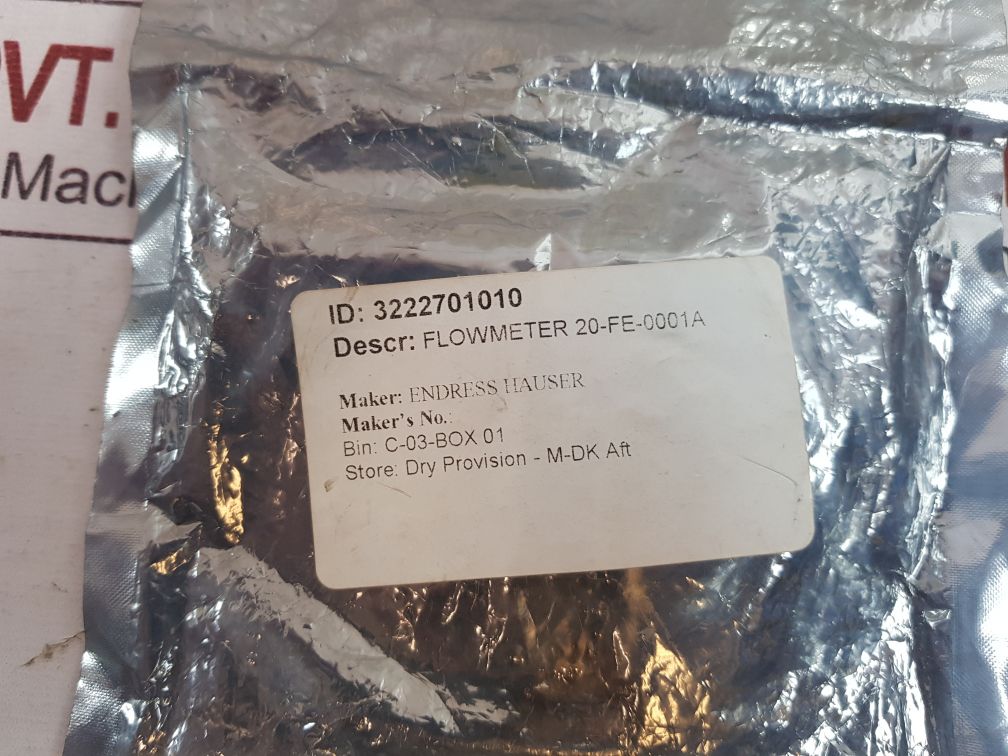 PVT.
Mach
ID: 3222701010
Descr: FLOWMETER 20-FE-0001A
Maker: ENDRESS HAUSER
Maker's No.:
Bin: C-03-BOX 01
Store: Dry Provision - M-DK Aft